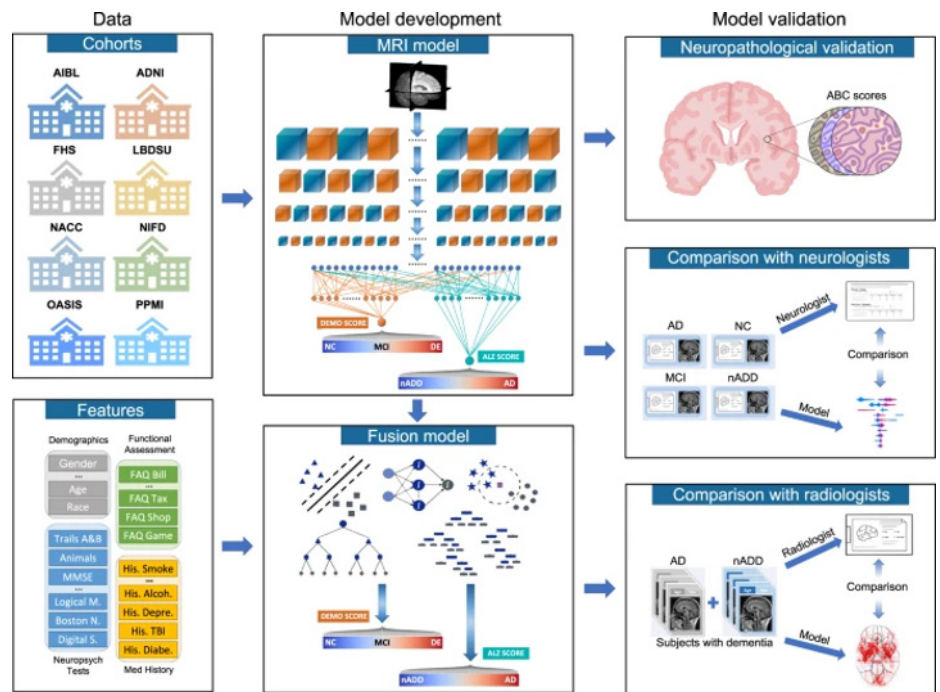 Data
Model development
Model validation
Cohorts
AIBL
ADNI
FHS
LBDSU
NACC
NIFD
OASIS
PPMI
Features
Demographics
Gender
...
Age
Race
Functional
Assessment
FAQ Bill
...
FAQ Tax
FAQ Shop
FAQ Game
Trails A&B
Animals
MMSE
...
Logical M.
Boston N.
Digital S.
Neuropsych
Tests
His. Smoke
...
His. Alcoh.
His. Depre.
His. TBI
His. Diabe.
Med History
MRI model
DEMO SCORE
NC
MCI
DE
ALZ SCORE
nADD
AD
Fusion model
DEMO SCORE
NC
MCI
DE
ALZ SCORE
nADD
AD
Neuropathological validation
ABC scores
Comparison with neurologists
AD
NC
MCI
nADD
Neurologist
Comparison
Model
Comparison with radiologists
AD
nADD
+
Subjects with dementia
Radiologist
Comparison
Model